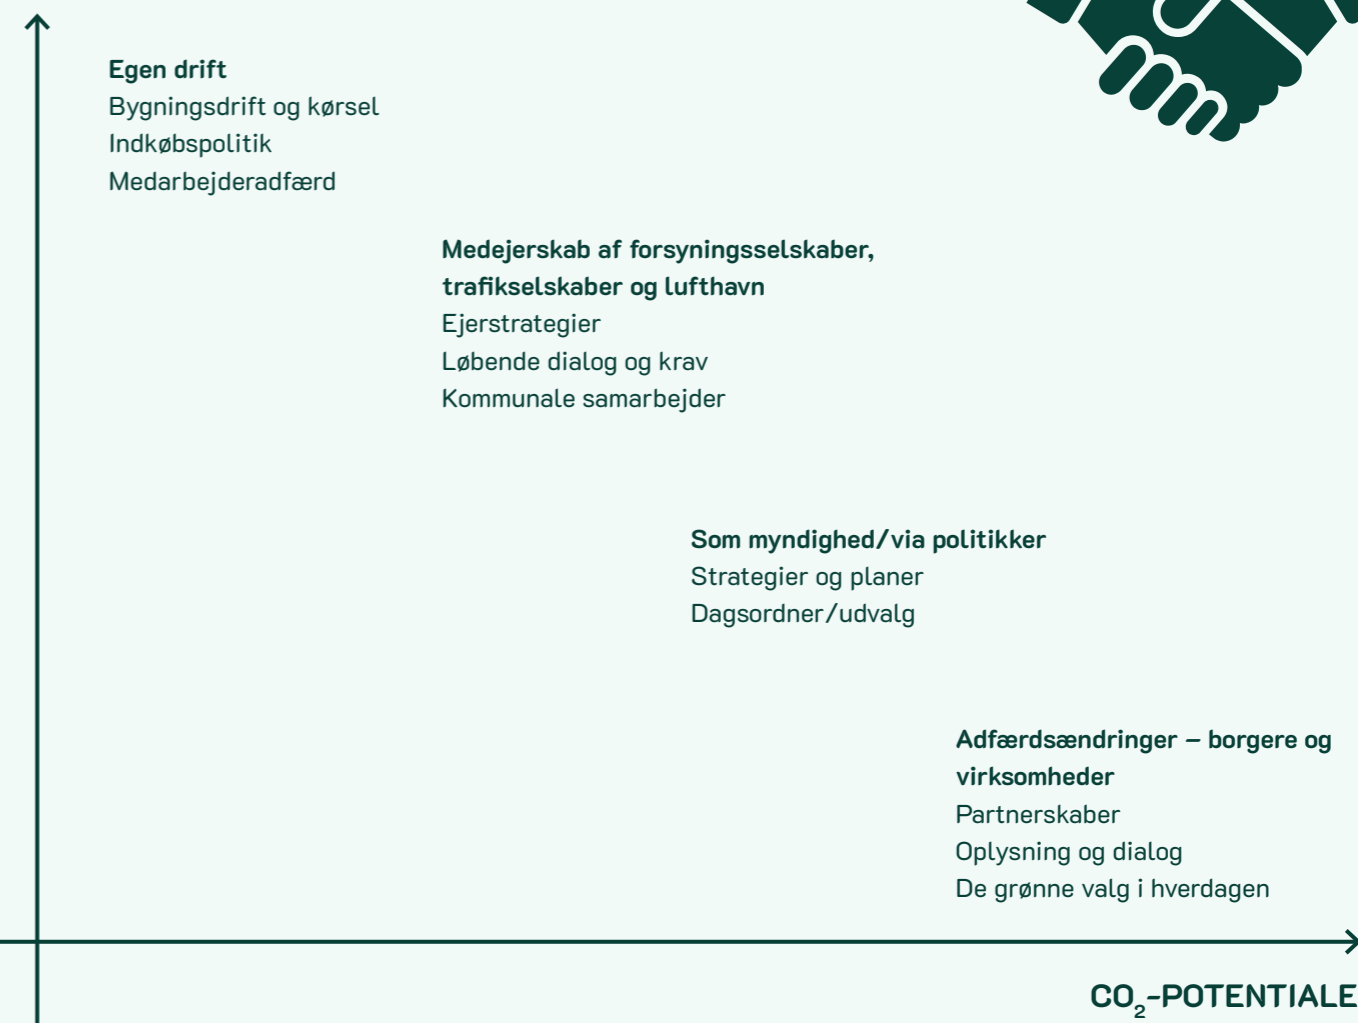 Egen drift
Bygningsdrift og kørsel
Indkøbspolitik
Medarbejderadfærd
Medejerskab af forsyningsselskaber,
trafikselskaber og lufthavn
Ejerstrategier
Løbende dialog og krav
Kommunale samarbejder
Som myndighed/via politikker
Strategier og planer
Dagsordner/udvalg
Adfærdsændringer – borgere og
virksomheder
Partnerskaber
Oplysning og dialog
De grønne valg i hverdagen
CO₂-POTENTIALE